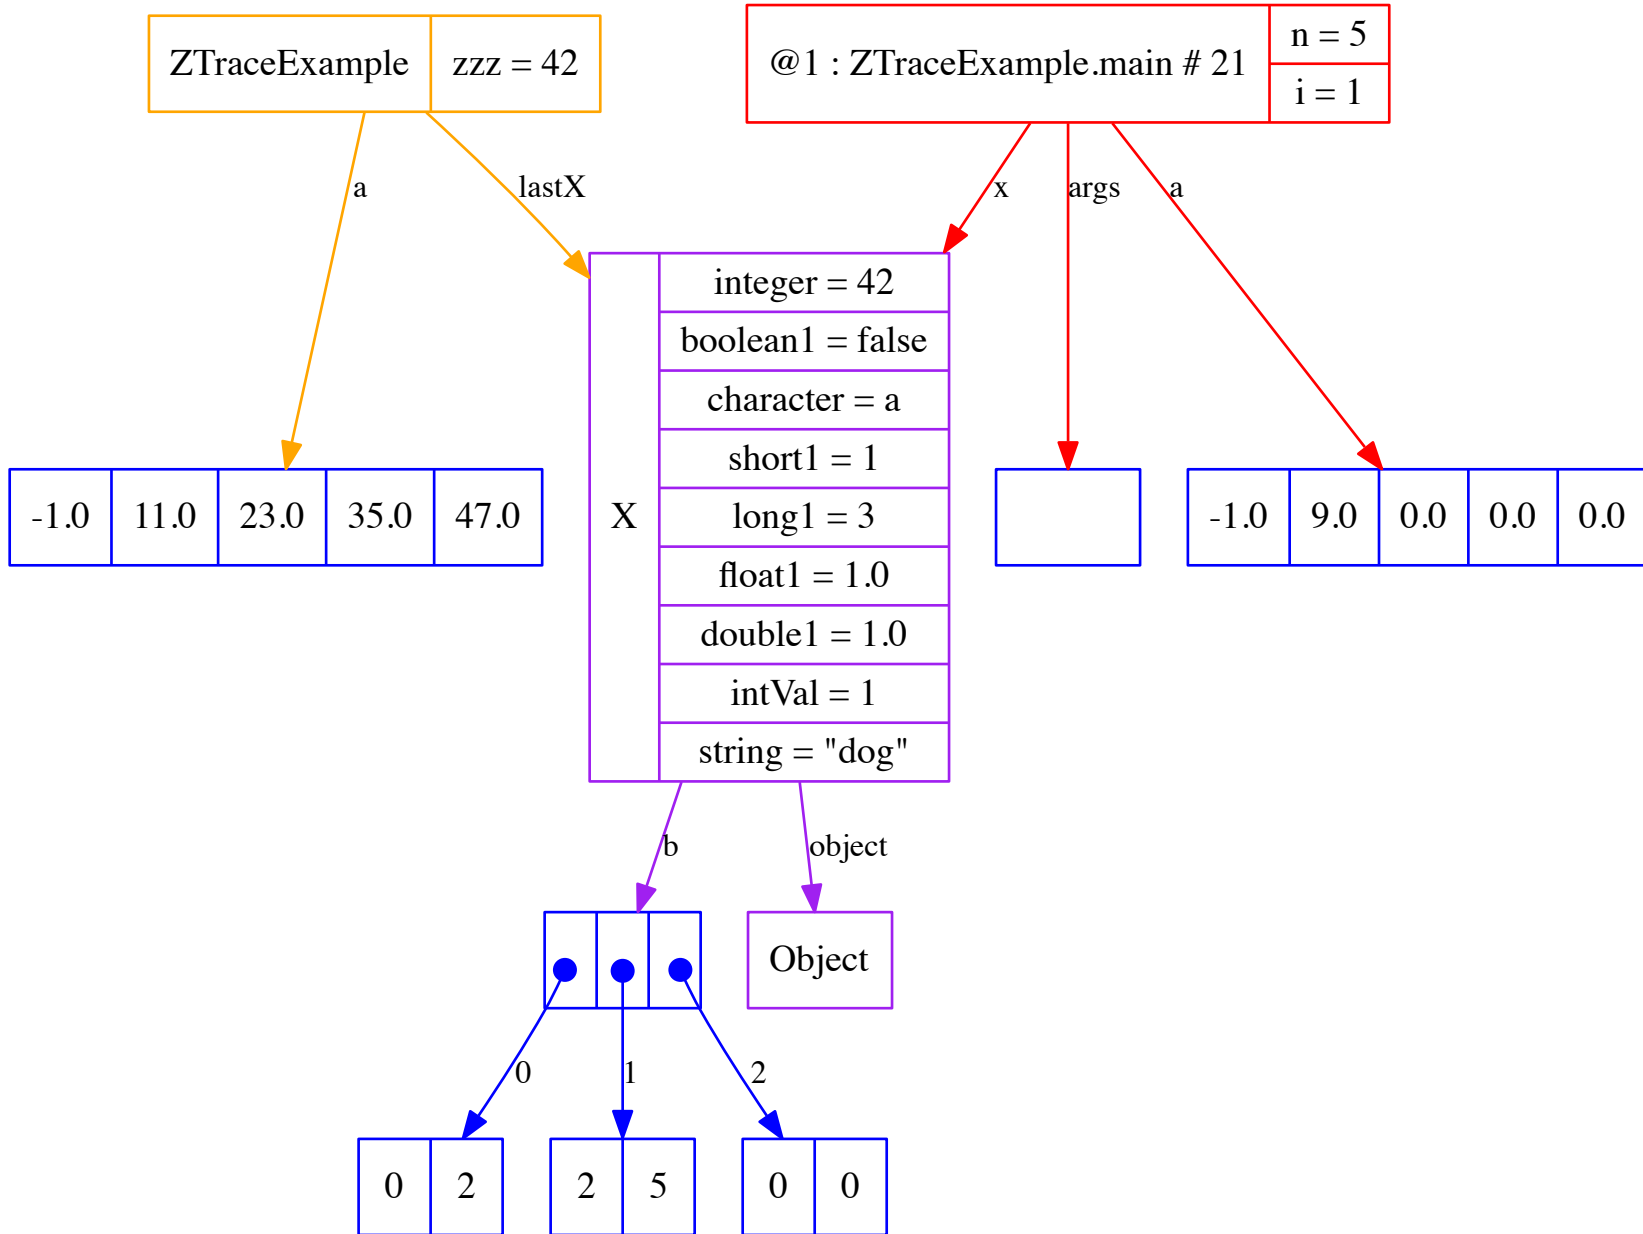 ZTraceExample zzz = 42
@1 : ZTraceExample.main # 21
n = 5
i = 1
a
lastX
x
args
a
X
integer = 42
boolean1 = false
character = a
short1 = 1
long1 = 3
float1 = 1.0
double1 = 1.0
intVal = 1
string = "dog"
-1.0 11.0 23.0 35.0 47.0
-1.0 9.0 0.0 0.0 0.0
b
object
Object
0
1
2
0 2
2 5
0 0